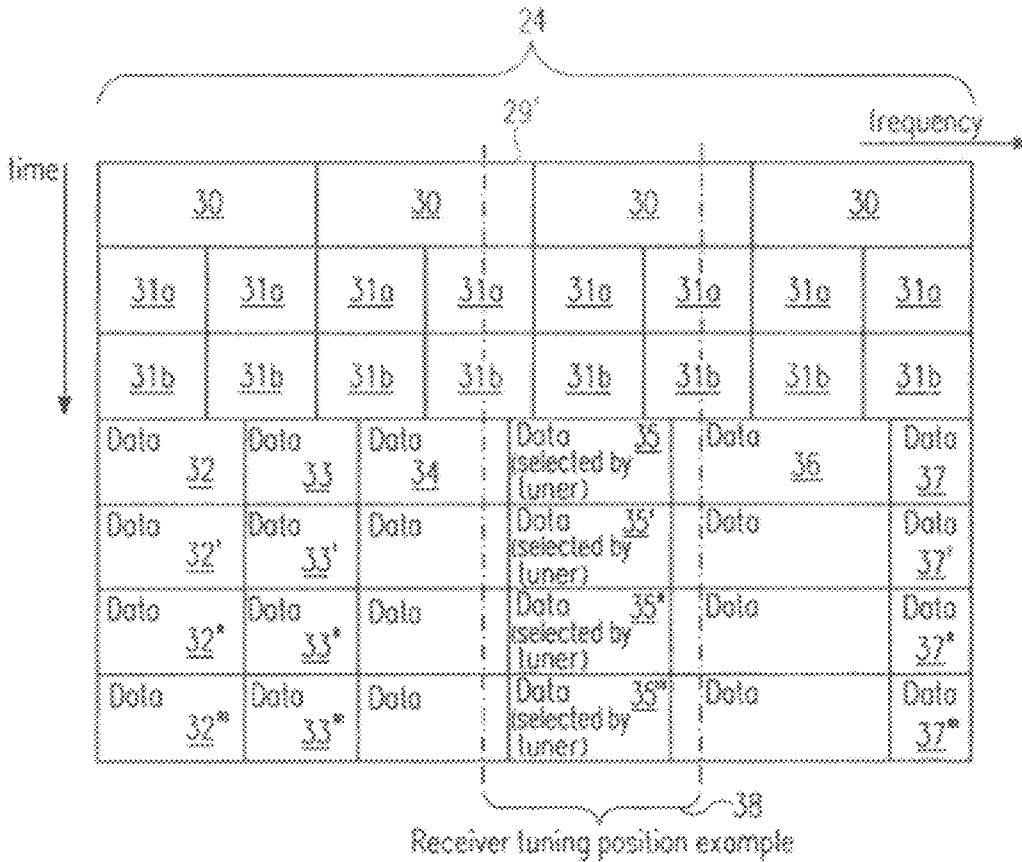 24
29'
frequency
time
30 30 30 30
31a 31a 31a 31a 31a 31a 31a 31a
31b 31b 31b 31b 31b 31b 31b 31b
Data 32 Data 33 Data 34 Data 35 (selected by tuner) Data 36 Data 37
Data 32' Data 33' Data Data 35' (selected by tuner) Data Data 37'
Data 32" Data 33" Data Data 35" (selected by tuner) Data Data 37"
Data 32"' Data 33"' Data Data 35"' (selected by tuner) Data Data 37"'
38
Receiver tuning position example